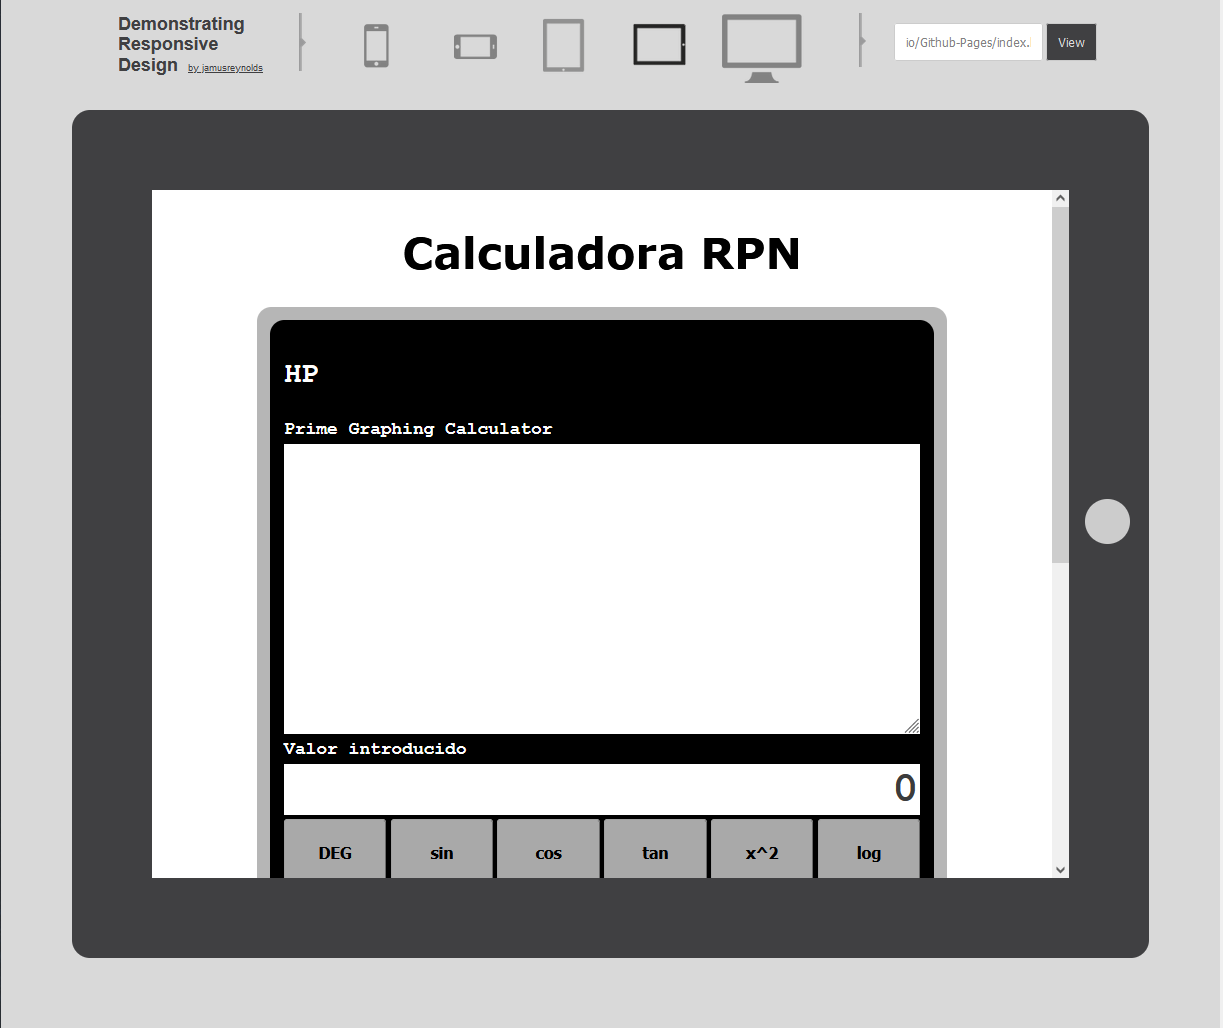 Demonstrating
Responsive
Design by jamusreynolds
io/Github-Pages/index.
View
Calculadora RPN
HP
Prime Graphing Calculator
Valor introducido
0
DEG sin cos tan x^2 log